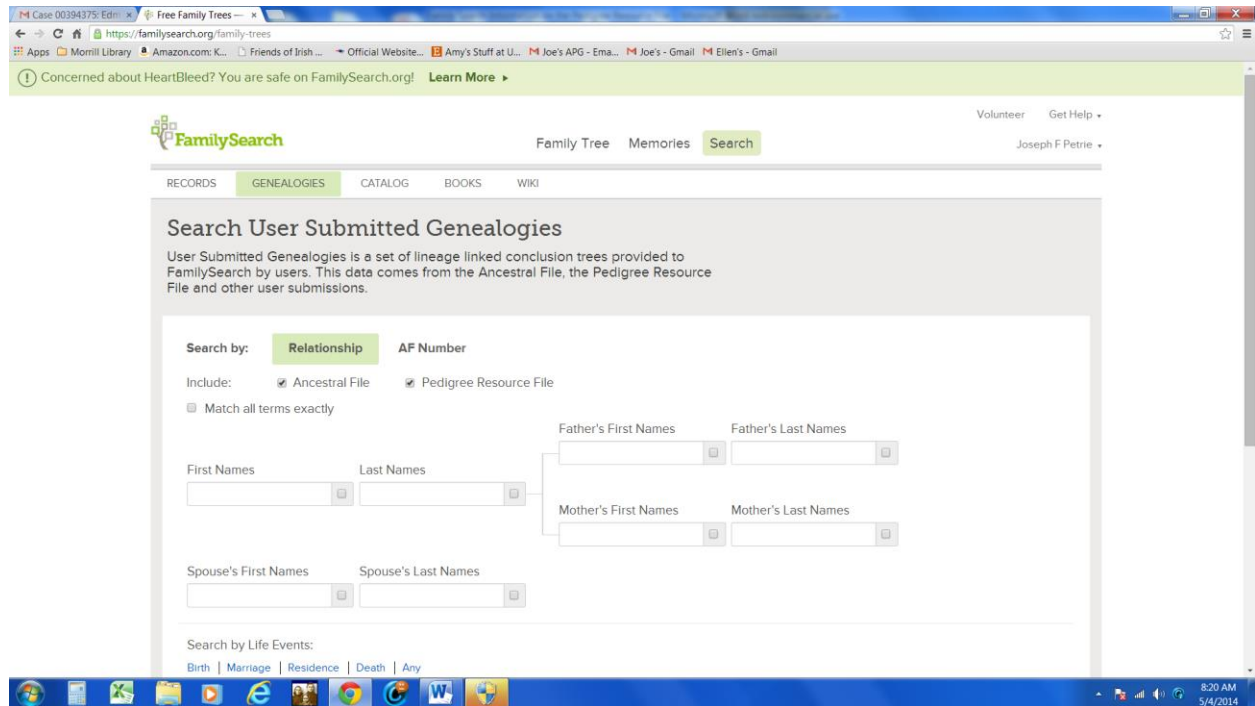 Case 00394375: Edm
Free Family Trees —
https://familysearch.org/family-trees
Apps Morrill Library Amazon.com: K... Friends of Irish ... Official Website... Amy's Stuff at U... Joe's APG - Ema... Joe's - Gmail Ellen's - Gmail
Concerned about HeartBleed? You are safe on FamilySearch.org! Learn More
Volunteer Get Help
FamilySearch
Family Tree Memories Search
Joseph F Petrie
RECORDS GENEALOGIES CATALOG BOOKS WIKI
Search User Submitted Genealogies
User Submitted Genealogies is a set of lineage linked conclusion trees provided to
FamilySearch by users. This data comes from the Ancestral File, the Pedigree Resource
File and other user submissions.
Search by: Relationship AF Number
Include: Ancestral File Pedigree Resource File
Match all terms exactly
Father's First Names Father's Last Names
First Names Last Names
Mother's First Names Mother's Last Names
Spouse's First Names Spouse's Last Names
Search by Life Events:
Birth | Marriage | Residence | Death | Any
8:20 AM
5/4/2014